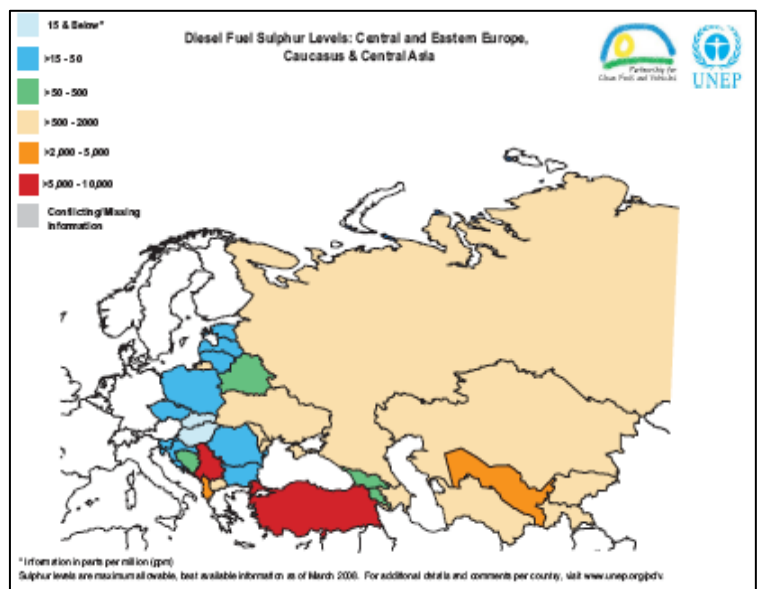 15 & Below*
>15 - 50
>50 - 500
>500 - 2000
>2,000 - 5,000
>5,000 - 10,000
Conflicting/Missing
Information
Diesel Fuel Sulphur Levels: Central and Eastern Europe,
Caucasus & Central Asia
Partnership for
Clean Fuels and Vehicles
UNEP
* Information in parts per million (ppm)
Sulphur levels are maximum allowable, best available information as of March 2008. For additional details and comments per country, visit www.unep.org/pcfv.